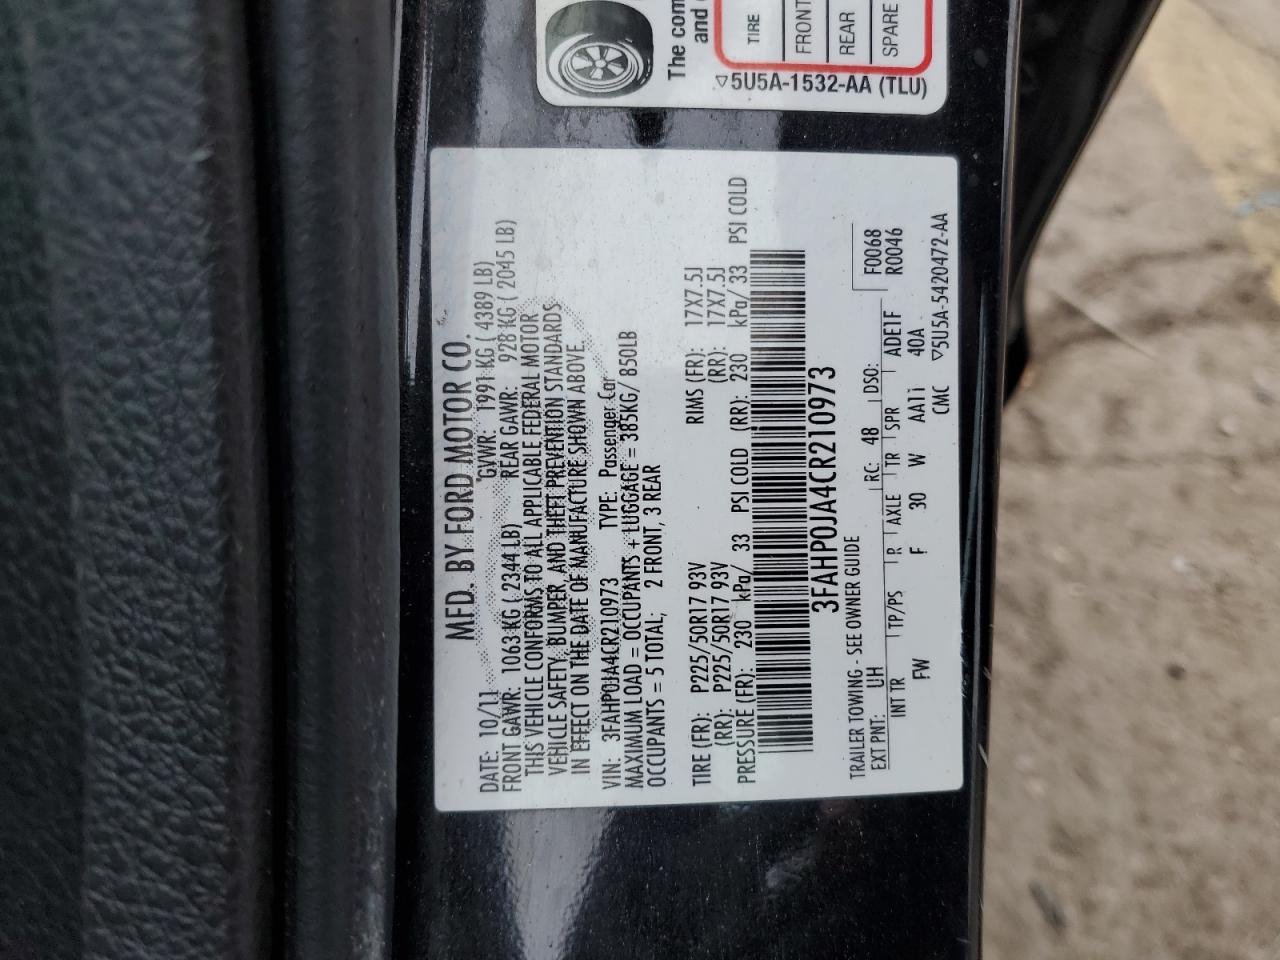 The com
and
TIRE
FRONT
REAR
SPARE
▽5U5A-1532-AA (TLU)
MFD. BY FORD MOTOR CO.
DATE: 10/11 GVWR: 1991 KG ( 4389 LB)
FRONT GAWR: 1063 KG ( 2344 LB) REAR GAWR: 928 KG ( 2045 LB)
THIS VEHICLE CONFORMS TO ALL APPLICABLE FEDERAL MOTOR
VEHICLE SAFETY, BUMPER, AND THEFT PREVENTION STANDARDS
IN EFFECT ON THE DATE OF MANUFACTURE SHOWN ABOVE.
VIN: 3FAHP0JA4CR210973 TYPE: Passenger Car
MAXIMUM LOAD = OCCUPANTS + LUGGAGE = 385KG/ 850LB
OCCUPANTS = 5 TOTAL; 2 FRONT, 3 REAR
TIRE (FR): P225/50R17 93V RIMS (FR): 17X7.5J
(RR): P225/50R17 93V (RR): 17X7.5J
PRESSURE (FR): 230 kPa/ 33 PSI COLD (RR): 230 kPa/ 33 PSI COLD
3FAHP0JA4CR210973
TRAILER TOWING - SEE OWNER GUIDE F0068
EXT PNT: UH RC: 48 DSO: R0046
INT TR TP/PS R AXLE TR SPR ADE1F
FW F 30 W AA11 40A
CMC ▽5U5A-5420472-AA